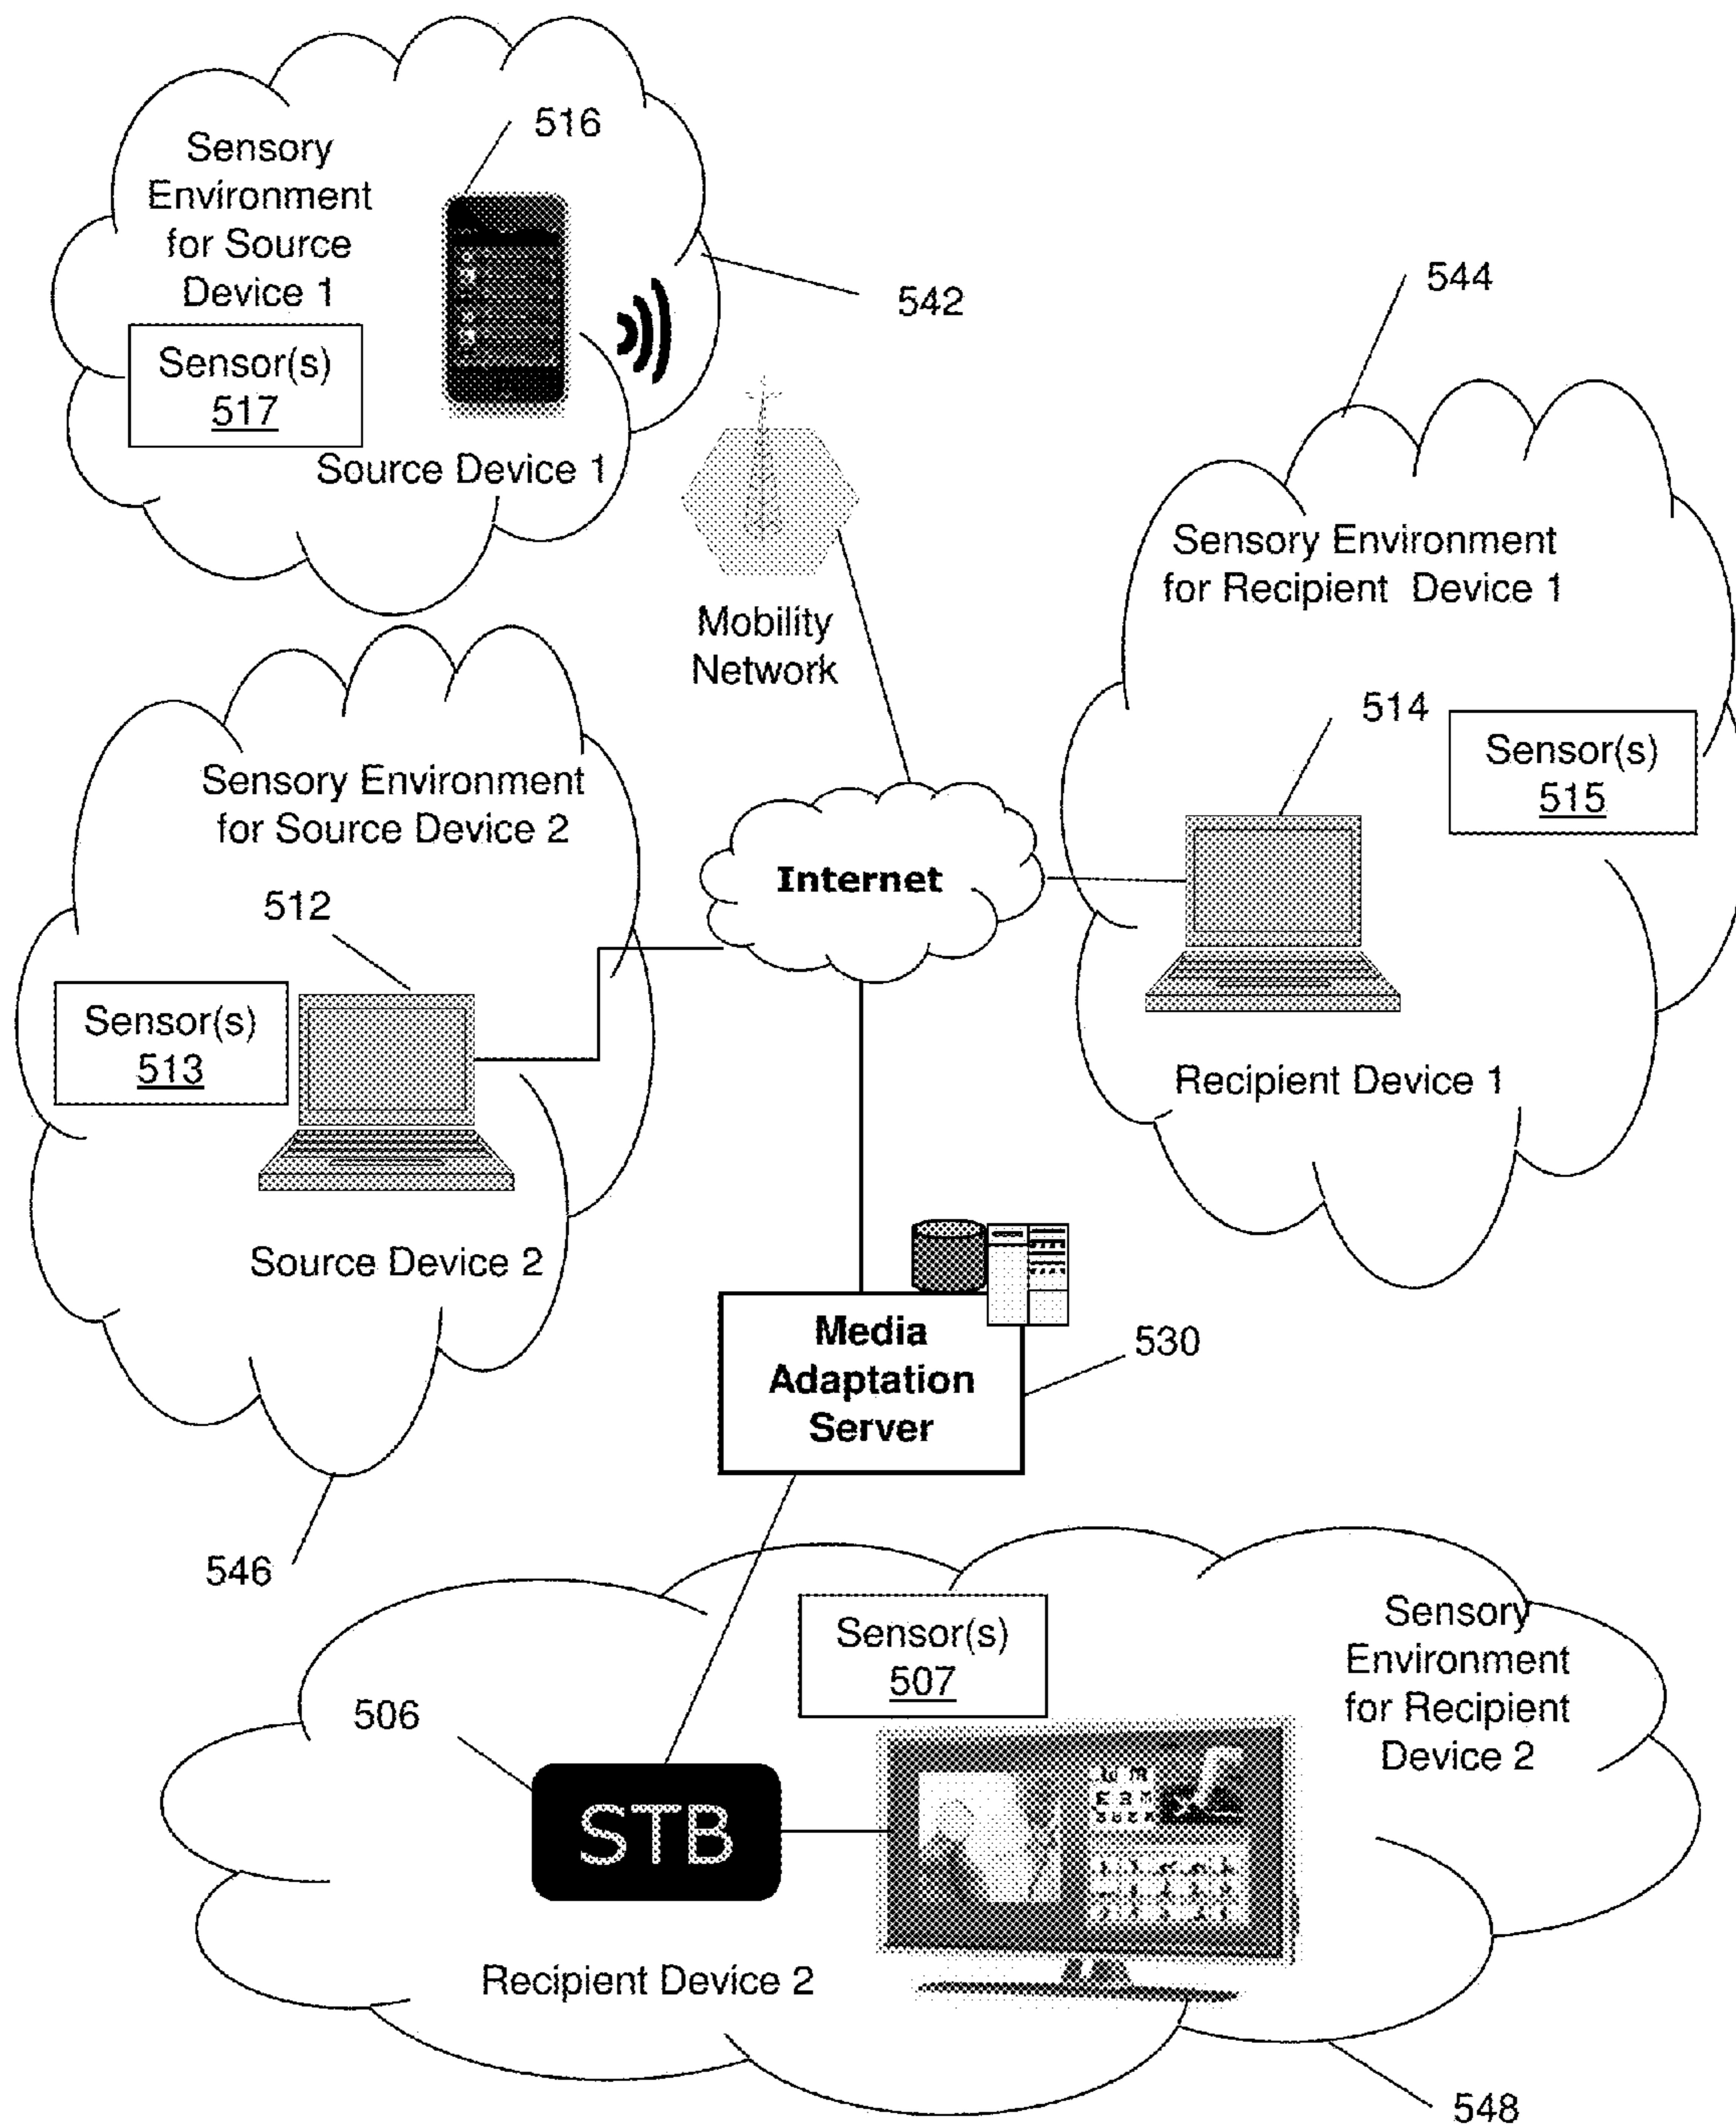 516
Sensory
Environment
for Source
Device 1
542
544
Sensor(s)
517
Source Device 1
Sensory Environment
for Recipient Device 1
Mobility
Network
514
Sensor(s)
515
Sensory Environment
for Source Device 2
Internet
512
Sensor(s)
513
Recipient Device 1
Source Device 2
Media
Adaptation
Server
530
546
Sensor(s)
507
Sensory
Environment
for Recipient
Device 2
506
STB
Recipient Device 2
548